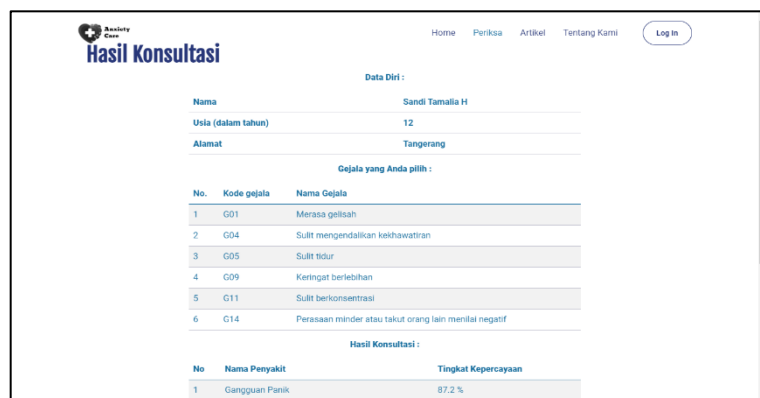 Anxiety
Care
Home Periksa Artikel Tentang Kami Log In
Hasil Konsultasi
Data Diri :
Nama Sandi Tamalia H
Usia (dalam tahun) 12
Alamat Tangerang
Gejala yang Anda pilih :
No. Kode gejala Nama Gejala
1 G01 Merasa gelisah
2 G04 Sulit mengendalikan kekhawatiran
3 G05 Sulit tidur
4 G09 Keringat berlebihan
5 G11 Sulit berkonsentrasi
6 G14 Perasaan minder atau takut orang lain menilai negatif
Hasil Konsultasi :
No Nama Penyakit Tingkat Kepercayaan
1 Gangguan Panik 87.2 %